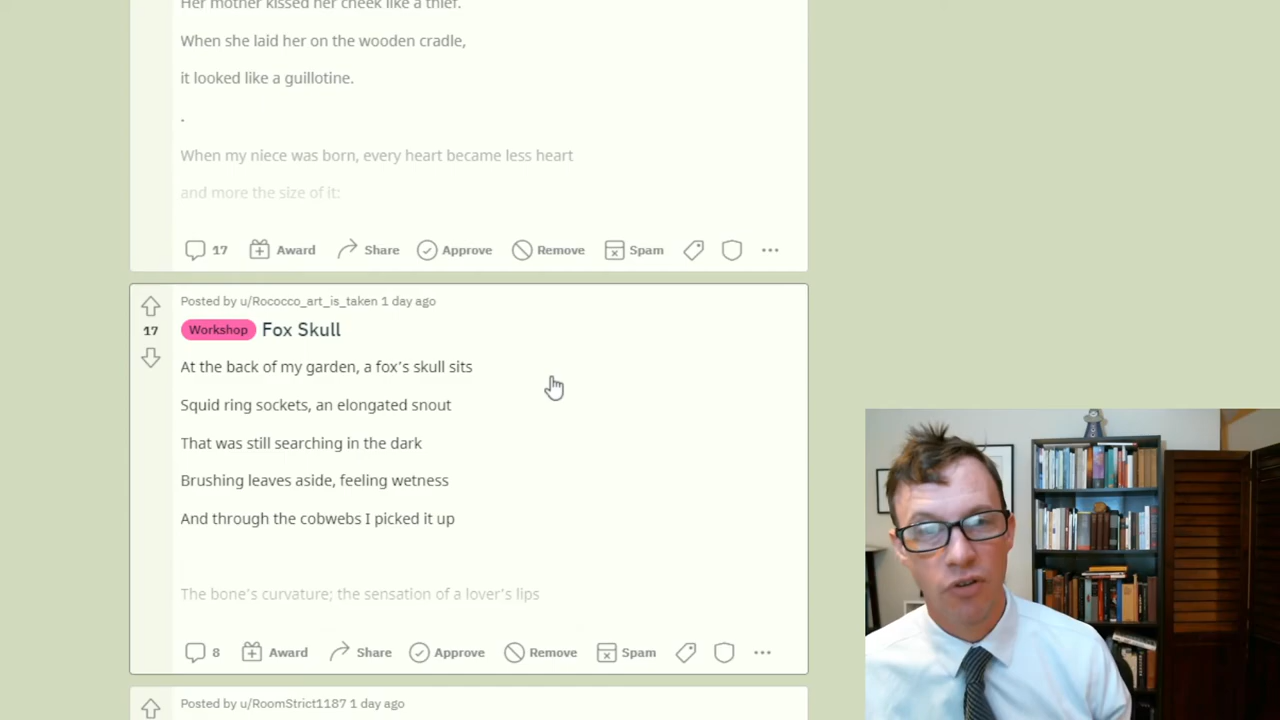 Her mother kissed her cheek like a thief.
When she laid her on the wooden cradle,
it looked like a guillotine.
.
When my niece was born, every heart became less heart
and more the size of it:
17 Award Share Approve Remove Spam
Posted by u/Rococco_art_is_taken 1 day ago
17
Workshop Fox Skull
At the back of my garden, a fox’s skull sits
Squid ring sockets, an elongated snout
That was still searching in the dark
Brushing leaves aside, feeling wetness
And through the cobwebs I picked it up
The bone’s curvature; the sensation of a lover’s lips
8 Award Share Approve Remove Spam
Posted by u/RoomStrict1187 1 day ago